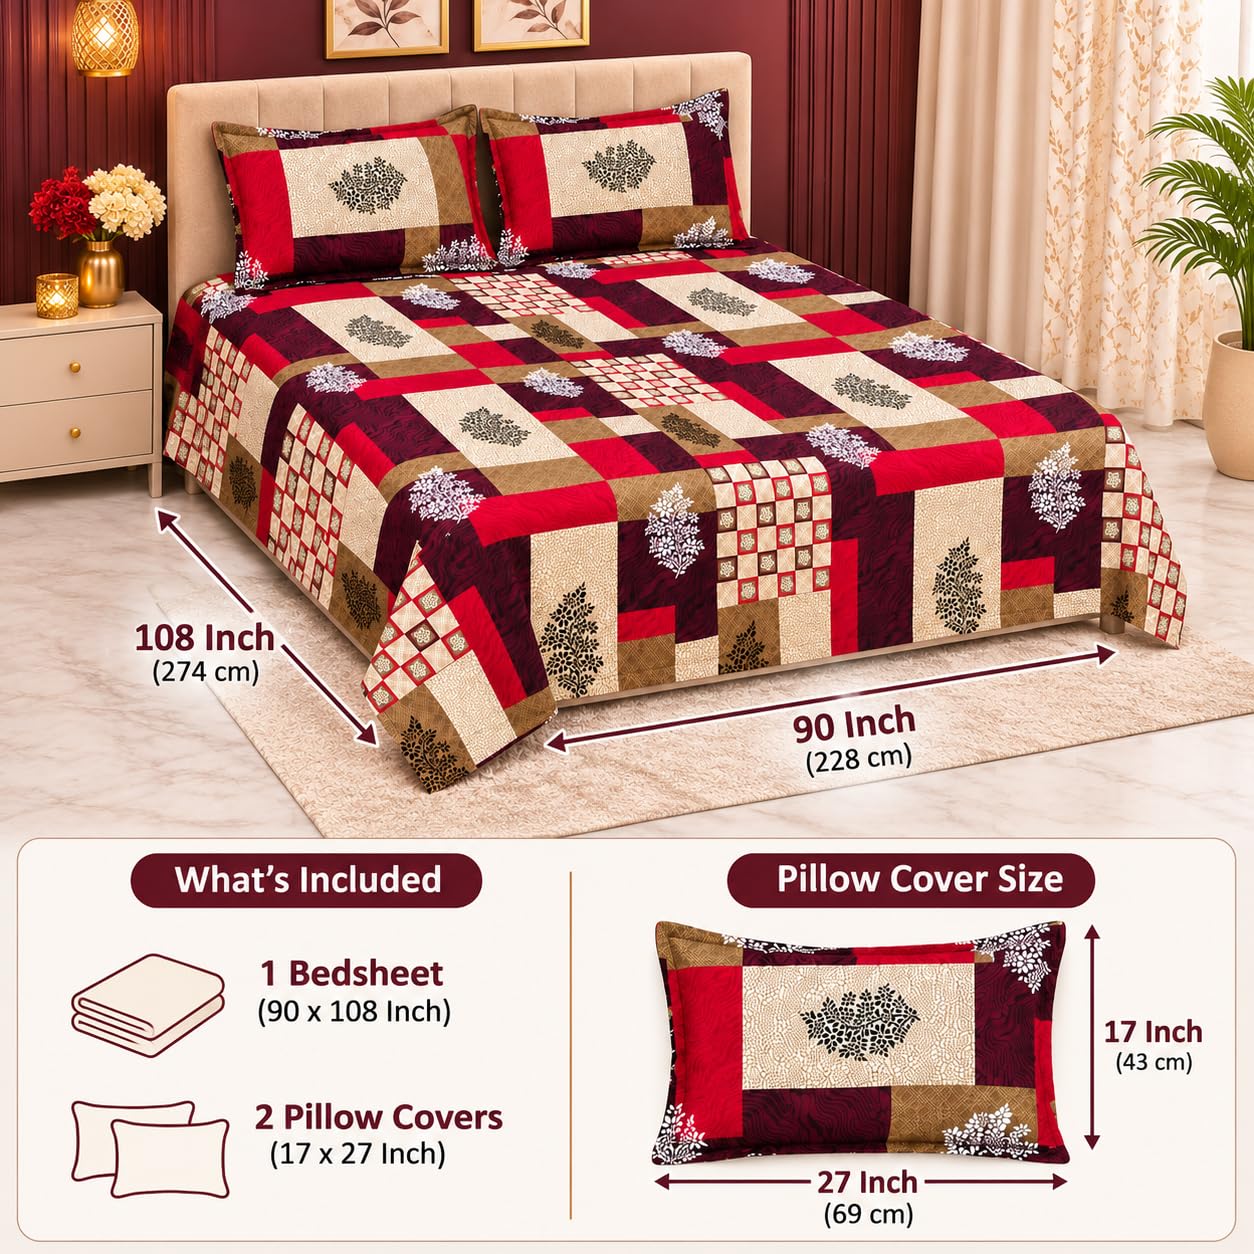 108 Inch
(274 cm)
90 Inch
(228 cm)
What's Included
1 Bedsheet
(90 x 108 Inch)
2 Pillow Covers
(17 x 27 Inch)
Pillow Cover Size
17 Inch
(43 cm)
27 Inch
(69 cm)